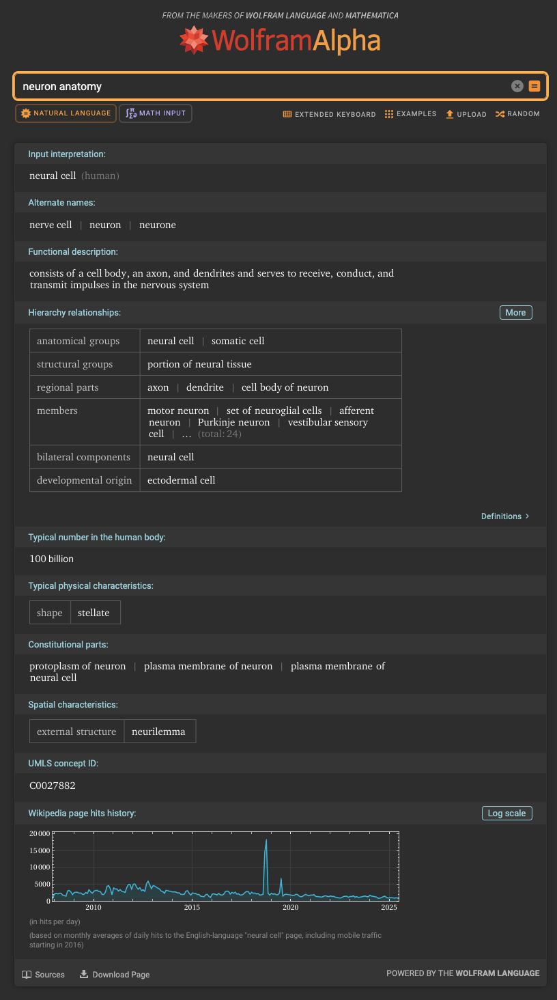 FROM THE MAKERS OF WOLFRAM LANGUAGE AND MATHEMATICA
WolframAlpha
neuron anatomy
NATURAL LANGUAGE
MATH INPUT
EXTENDED KEYBOARD
EXAMPLES
UPLOAD
RANDOM
Input interpretation:
neural cell (human)
Alternate names:
nerve cell | neuron | neurone
Functional description:
consists of a cell body, an axon, and dendrites and serves to receive, conduct, and
transmit impulses in the nervous system
Hierarchy relationships:
More
anatomical groups neural cell | somatic cell
structural groups portion of neural tissue
regional parts axon | dendrite | cell body of neuron
members motor neuron | set of neuroglial cells | afferent
neuron | Purkinje neuron | vestibular sensory
cell | ... (total: 24)
bilateral components neural cell
developmental origin ectodermal cell
Definitions >
Typical number in the human body:
100 billion
Typical physical characteristics:
shape stellate
Constitutional parts:
protoplasm of neuron | plasma membrane of neuron | plasma membrane of
neural cell
Spatial characteristics:
external structure neurilemma
UMLS concept ID:
C0027882
Wikipedia page hits history:
Log scale
20000
15000
10000
5000
0
2010 2015 2020 2025
(in hits per day)
(based on monthly averages of daily hits to the English-language "neural cell" page, including mobile traffic
starting in 2016)
Sources
Download Page
POWERED BY THE WOLFRAM LANGUAGE